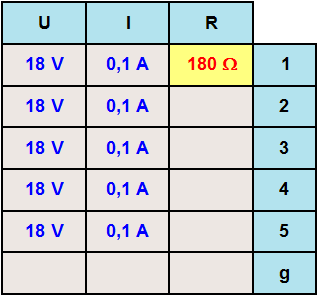 U I R
18 V 0,1 A 180 Ω 1
18 V 0,1 A 2
18 V 0,1 A 3
18 V 0,1 A 4
18 V 0,1 A 5
g